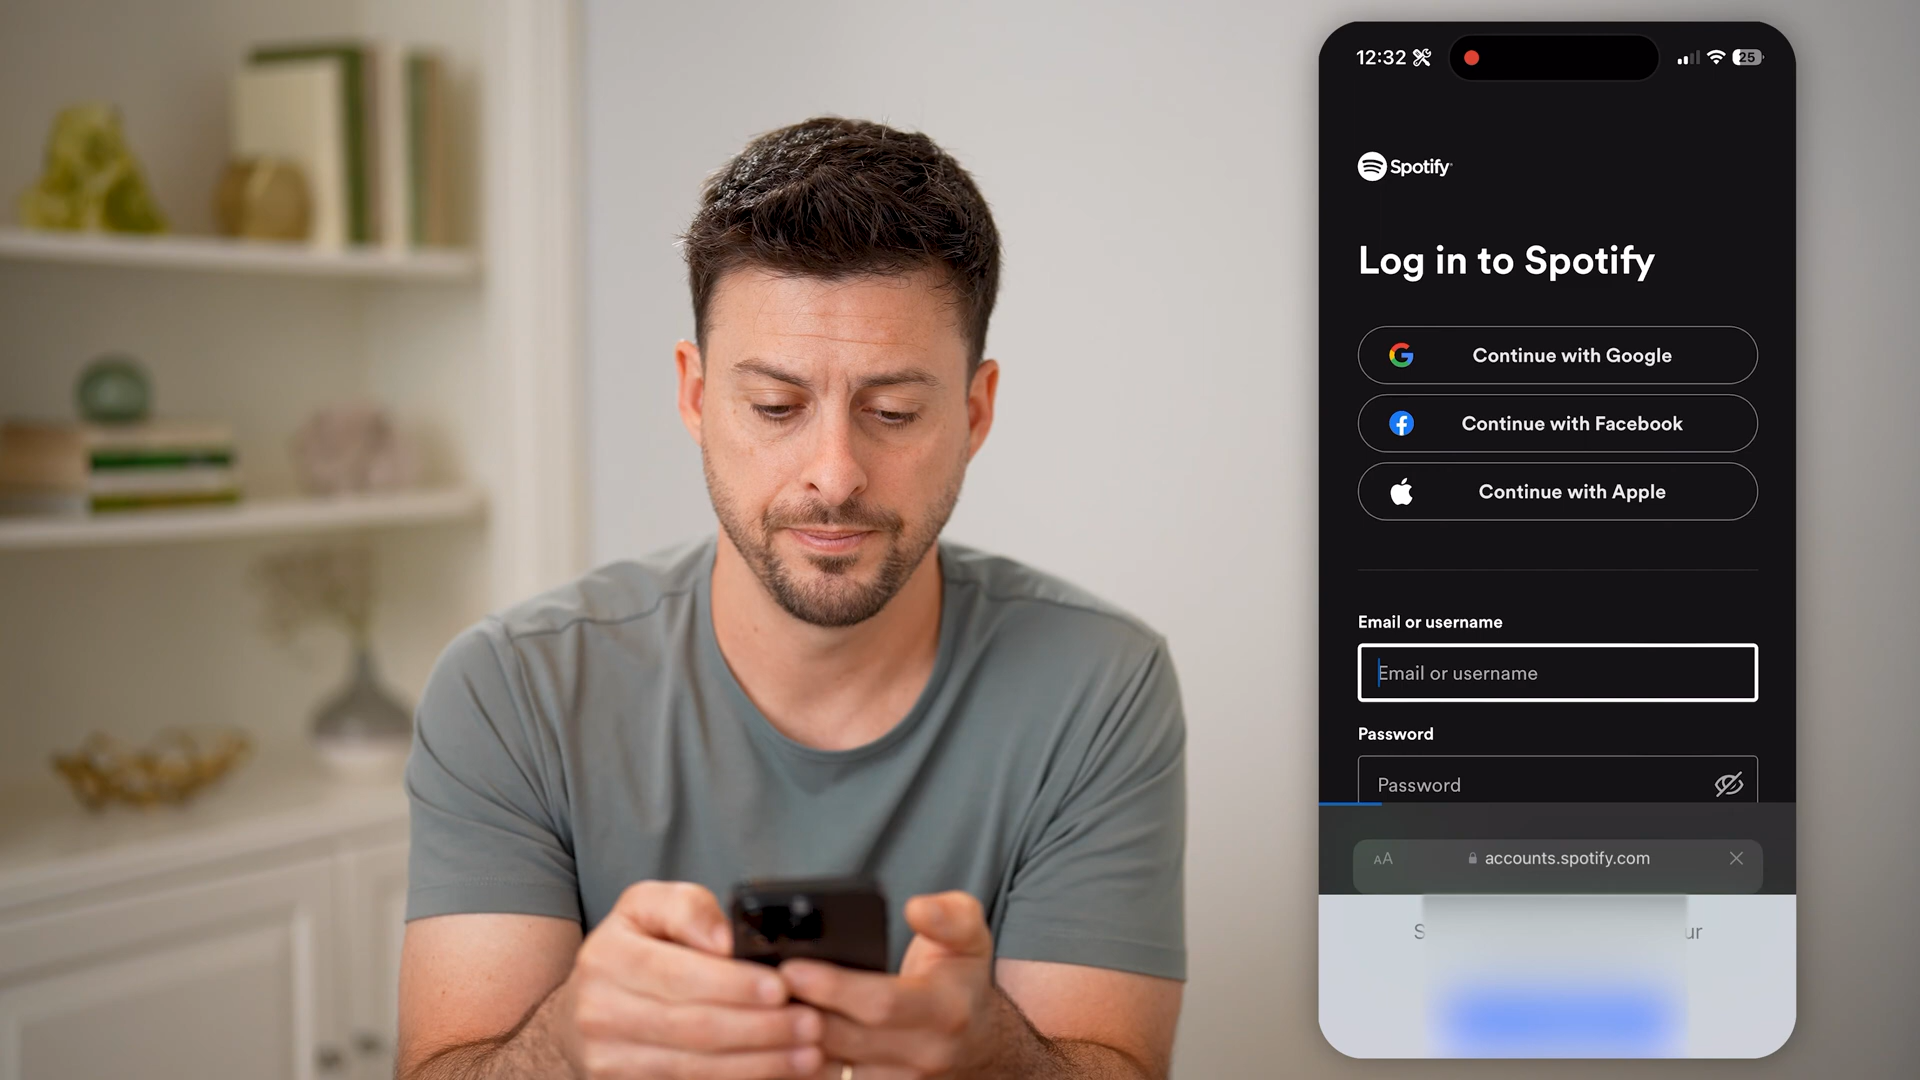 12:32
25
Spotify
Log in to Spotify
Continue with Google
Continue with Facebook
Continue with Apple
Email or username
Email or username
Password
Password
AA accounts.spotify.com